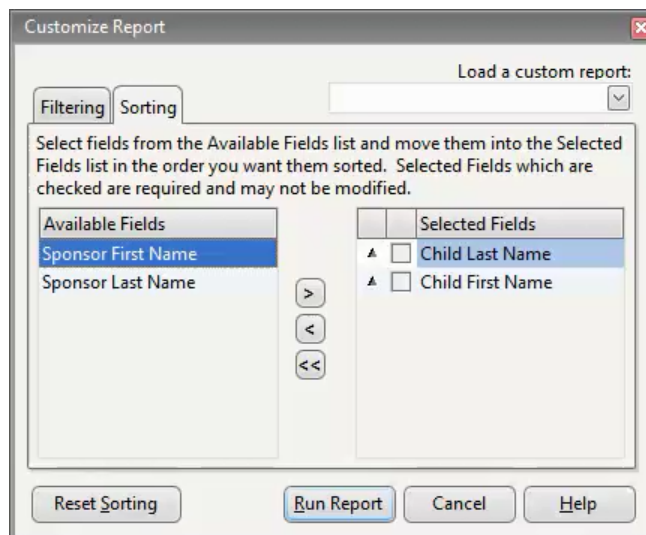 Customize Report
Load a custom report:
Filtering
Sorting
Select fields from the Available Fields list and move them into the Selected
Fields list in the order you want them sorted. Selected Fields which are
checked are required and may not be modified.
Available Fields
Selected Fields
Sponsor First Name
Child Last Name
Sponsor Last Name
Child First Name
>
<
<<
Reset Sorting
Run Report
Cancel
Help